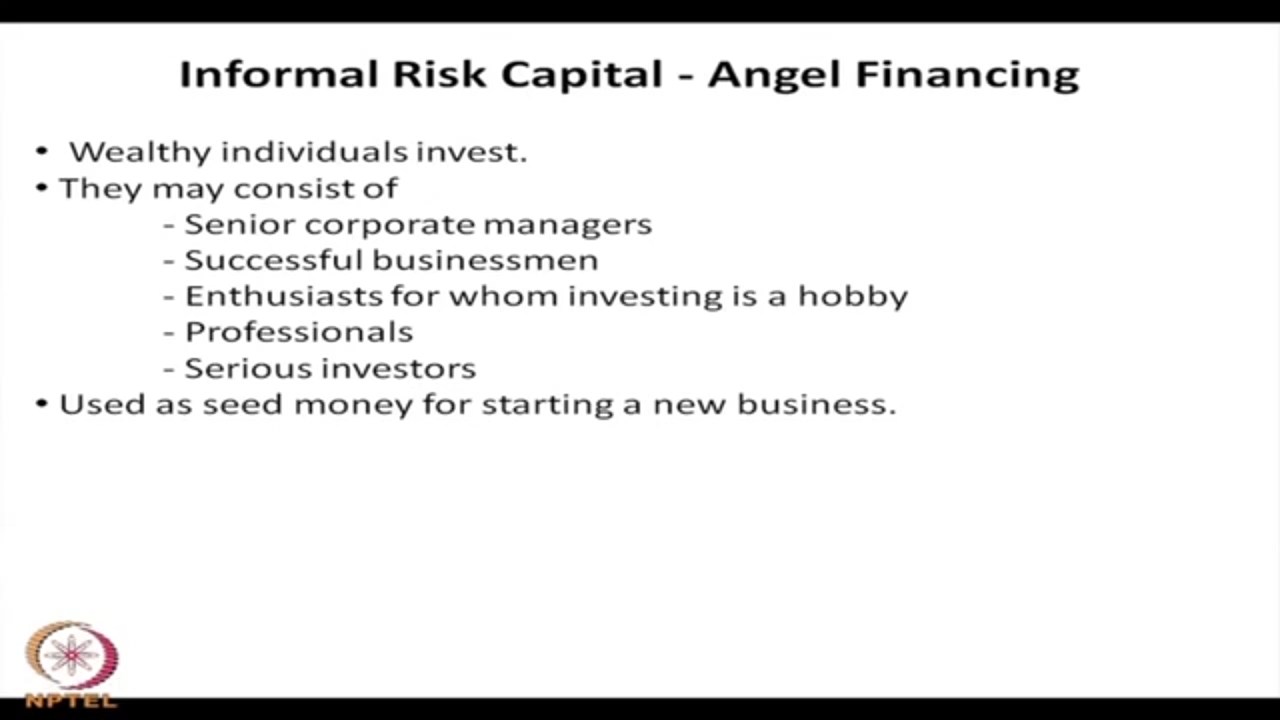 Informal Risk Capital - Angel Financing
• Wealthy individuals invest.
• They may consist of
- Senior corporate managers
- Successful businessmen
- Enthusiasts for whom investing is a hobby
- Professionals
- Serious investors
• Used as seed money for starting a new business.
NPTEL